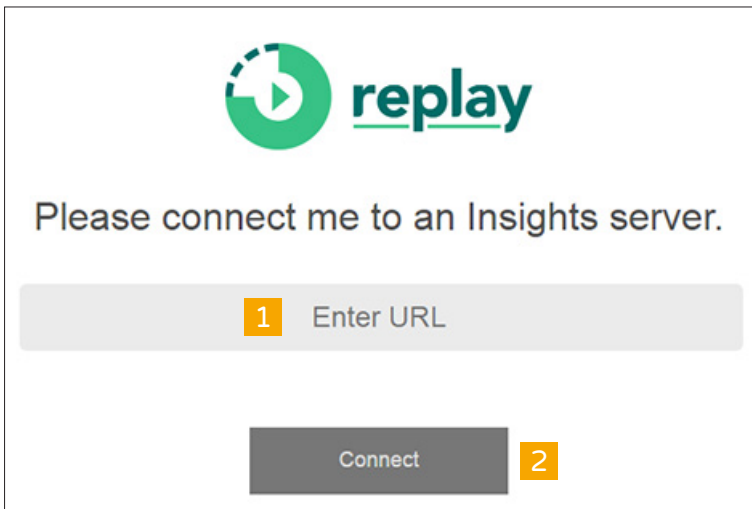 replay
Please connect me to an Insights server.
1 Enter URL
Connect 2